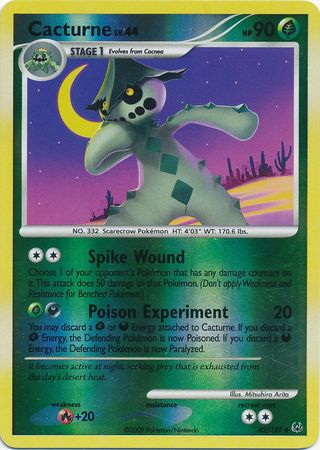 Cacturne LV.44 HP 90
STAGE 1 Evolves from Cacnea
NO. 332 Scarecrow Pokémon HT: 4'03" WT: 170.6 lbs.
Spike Wound
Choose 1 of your opponent's Pokémon that has any damage counters on
it. This attack does 50 damage to that Pokémon. (Don't apply Weakness and
Resistance for Benched Pokémon.)
Poison Experiment 20
You may discard a or Energy attached to Cacturne. If you discard
Energy, the Defending Pokémon is now Poisoned. If you discard a
Energy, the Defending Pokémon is now Paralyzed.
It becomes active at night, seeking prey that is exhausted from
the day's desert heat.
Illus. Mitsuhiro Arita
weakness resistance retreat cost
+20
©2009 Pokémon/Nintendo 42/127